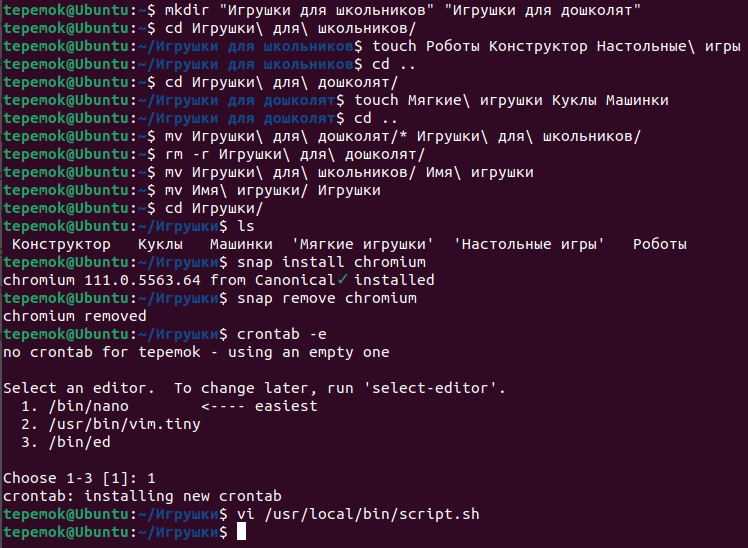 tepemok@Ubuntu:~$ mkdir "Игрушки для школьников" "Игрушки для дошколят"
tepemok@Ubuntu:~$ cd Игрушки\ для\ школьников/
tepemok@Ubuntu:~/Игрушки для школьников$ touch Роботы Конструктор Настольные\ игры
tepemok@Ubuntu:~/Игрушки для школьников$ cd ..
tepemok@Ubuntu:~$ cd Игрушки\ для\ дошколят/
tepemok@Ubuntu:~/Игрушки для дошколят$ touch Мягкие\ игрушки Куклы Машинки
tepemok@Ubuntu:~/Игрушки для дошколят$ cd ..
tepemok@Ubuntu:~$ mv Игрушки\ для\ дошколят/* Игрушки\ для\ школьников/
tepemok@Ubuntu:~$ rm -r Игрушки\ для\ дошколят/
tepemok@Ubuntu:~$ mv Игрушки\ для\ школьников/ Имя\ игрушки
tepemok@Ubuntu:~$ mv Имя\ игрушки/ Игрушки
tepemok@Ubuntu:~$ cd Игрушки/
tepemok@Ubuntu:~/Игрушки$ ls
Конструктор   Куклы   Машинки  'Мягкие игрушки'  'Настольные игры'   Роботы
tepemok@Ubuntu:~/Игрушки$ snap install chromium
chromium 111.0.5563.64 from Canonical✓ installed
tepemok@Ubuntu:~/Игрушки$ snap remove chromium
chromium removed
tepemok@Ubuntu:~/Игрушки$ crontab -e
no crontab for tepemok - using an empty one
Select an editor.  To change later, run 'select-editor'.
  1. /bin/nano        <---- easiest
  2. /usr/bin/vim.tiny
  3. /bin/ed
Choose 1-3 [1]: 1
crontab: installing new crontab
tepemok@Ubuntu:~/Игрушки$ vi /usr/local/bin/script.sh
tepemok@Ubuntu:~/Игрушки$